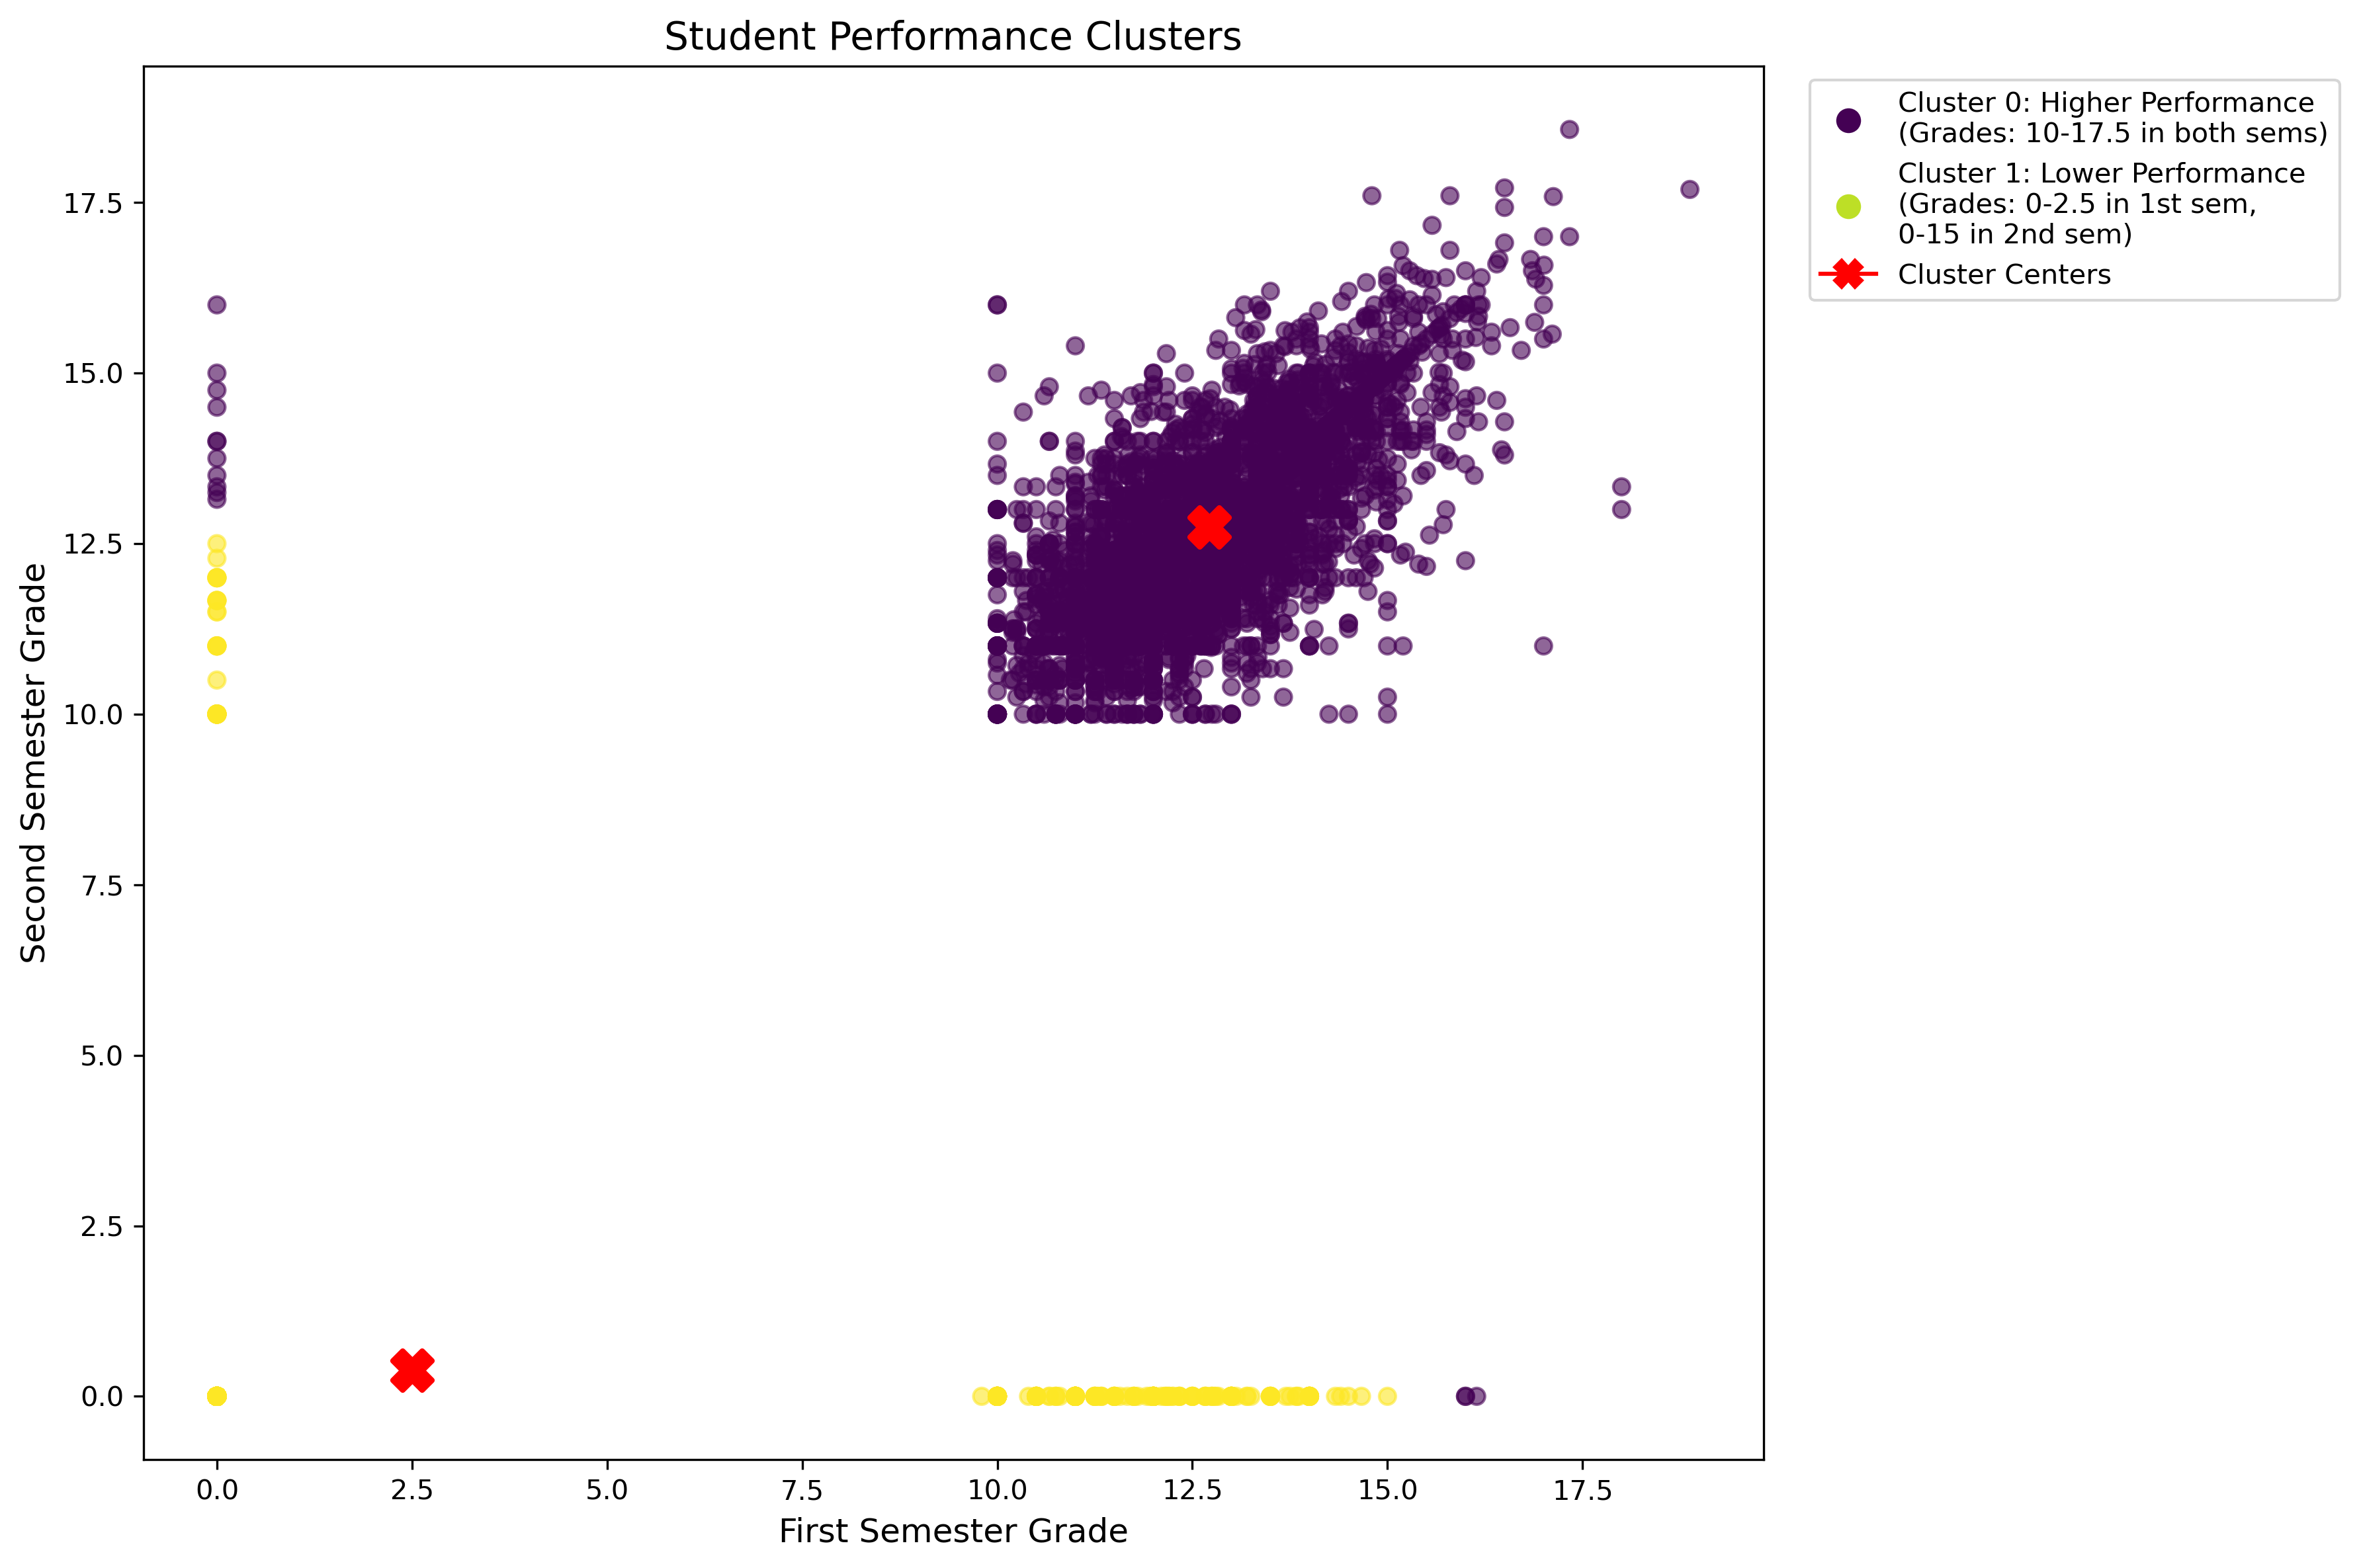 Student Performance Clusters
Cluster 0: Higher Performance
(Grades: 10-17.5 in both sems)
Cluster 1: Lower Performance
(Grades: 0-2.5 in 1st sem,
0-15 in 2nd sem)
Cluster Centers
Second Semester Grade
17.5
15.0
12.5
10.0
7.5
5.0
2.5
0.0
0.0 2.5 5.0 7.5 10.0 12.5 15.0 17.5
First Semester Grade